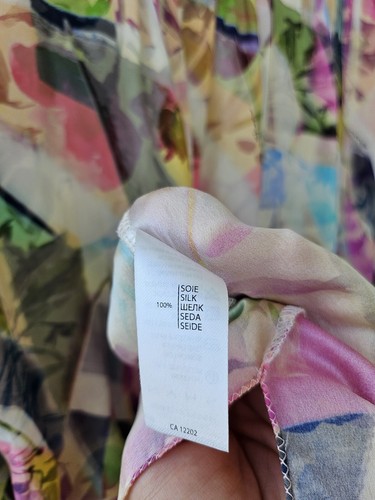 100%
SOIE
SILK
ШЕЛК
SEDA
SEIDE
CA 12202